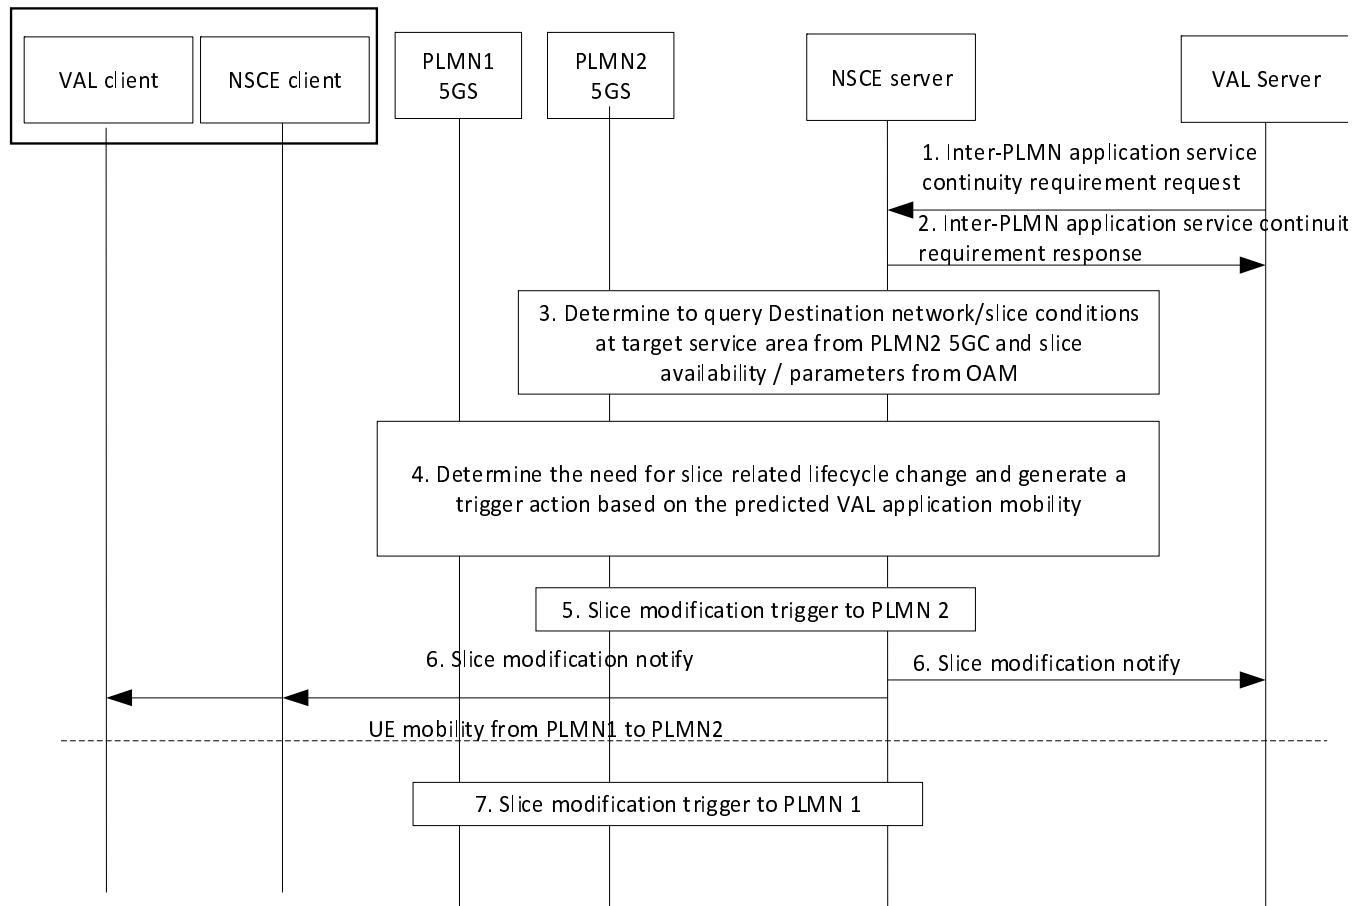 VAL client
NSCE client
PLMN1
5GS
PLMN2
5GS
NSCE server
VAL Server
1. Inter-PLMN application service
continuity requirement request
2. Inter-PLMN application service continuit
requirement response
3. Determine to query Destination network/slice conditions
at target service area from PLMN2 5GC and slice
availability / parameters from OAM
4. Determine the need for slice related lifecycle change and generate a
trigger action based on the predicted VAL application mobility
5. Slice modification trigger to PLMN 2
6. Slice modification notify
6. Slice modification notify
UE mobility from PLMN1 to PLMN2
7. Slice modification trigger to PLMN 1